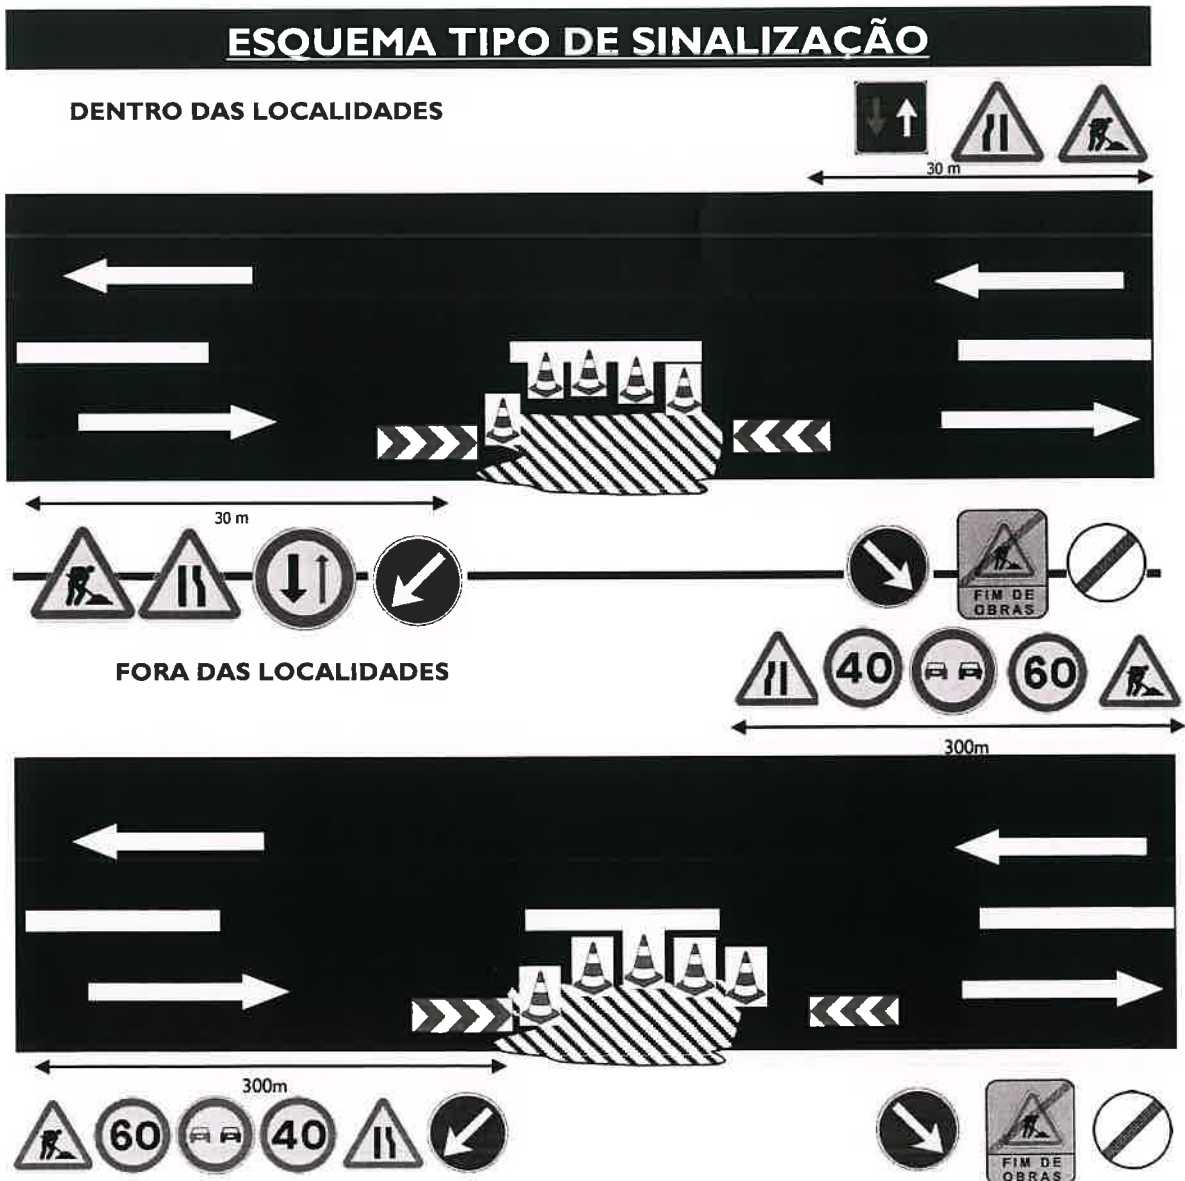 ESQUEMA TIPO DE SINALIZAÇÃO
DENTRO DAS LOCALIDADES
30 m
30 m
FIM DE
OBRAS
FORA DAS LOCALIDADES
40
60
300m
300m
60
40
FIM DE
OBRAS